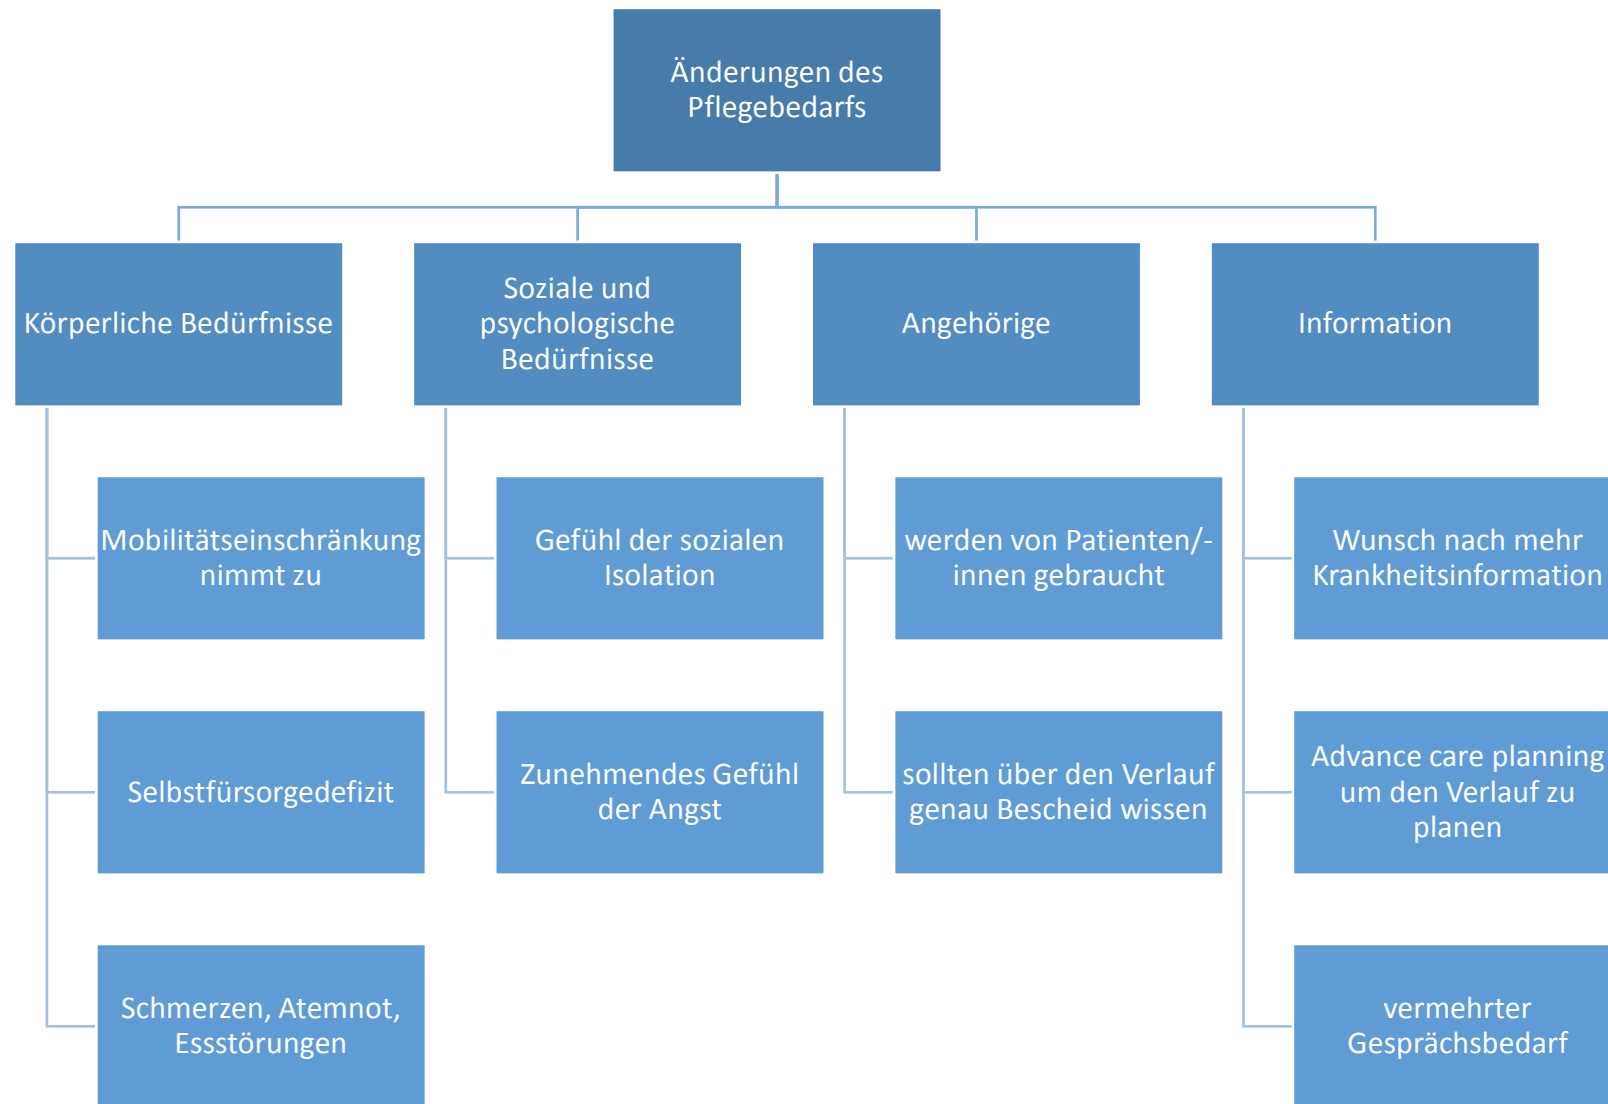 Änderungen des
Pflegebedarfs
Körperliche Bedürfnisse
Mobilitätseinschränkung
nimmt zu
Selbstfürsorgedefizit
Schmerzen, Atemnot,
Essstörungen
Soziale und
psychologische
Bedürfnisse
Gefühl der sozialen
Isolation
Zunehmendes Gefühl
der Angst
Angehörige
werden von Patienten/-
innen gebraucht
sollten über den Verlauf
genau Bescheid wissen
Information
Wunsch nach mehr
Krankheitsinformation
Advance care planning
um den Verlauf zu
planen
vermehrter
Gesprächsbedarf